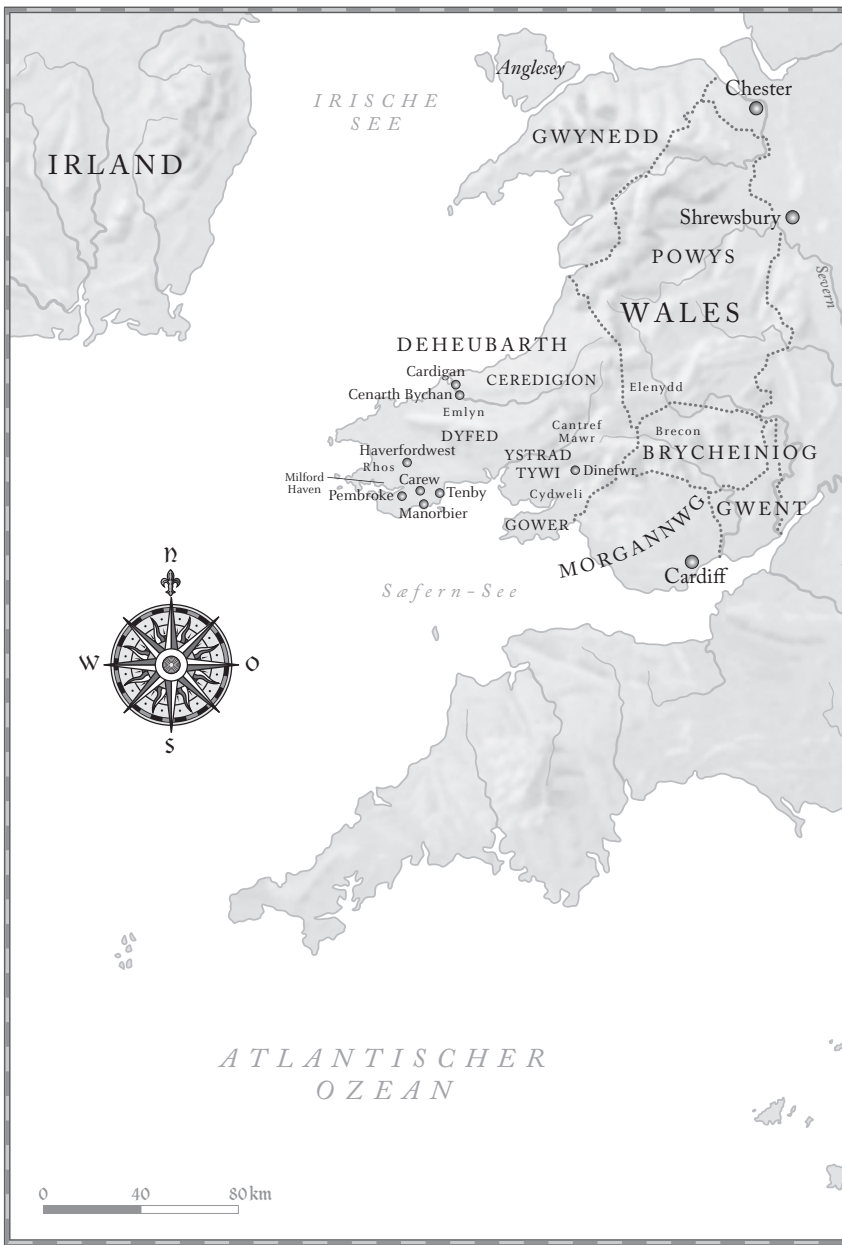 Anglesey
Chester
IRISCHE
SEE
GWYNEDD
IRLAND
Shrewsbury
POWYS
Severn
WALES
DEHEUBARTH
Cardigan
CEREDIGION
Elenydd
Cenarth Bychan
Emlyn
Cantref
Mawr
Brecon
DYFED
Haverfordwest
YSTRAD
TYWI
BRYCHEINIOG
Rhos
Dinefwr
Milford
Haven
Carew
Pembroke
Tenby
Cydweli
Manorbier
GOWER
MORGANNWG
GWENT
Cardiff
Sæfern-See
N
W
O
S
ATLANTISCHER
OZEAN
0 40 80 km